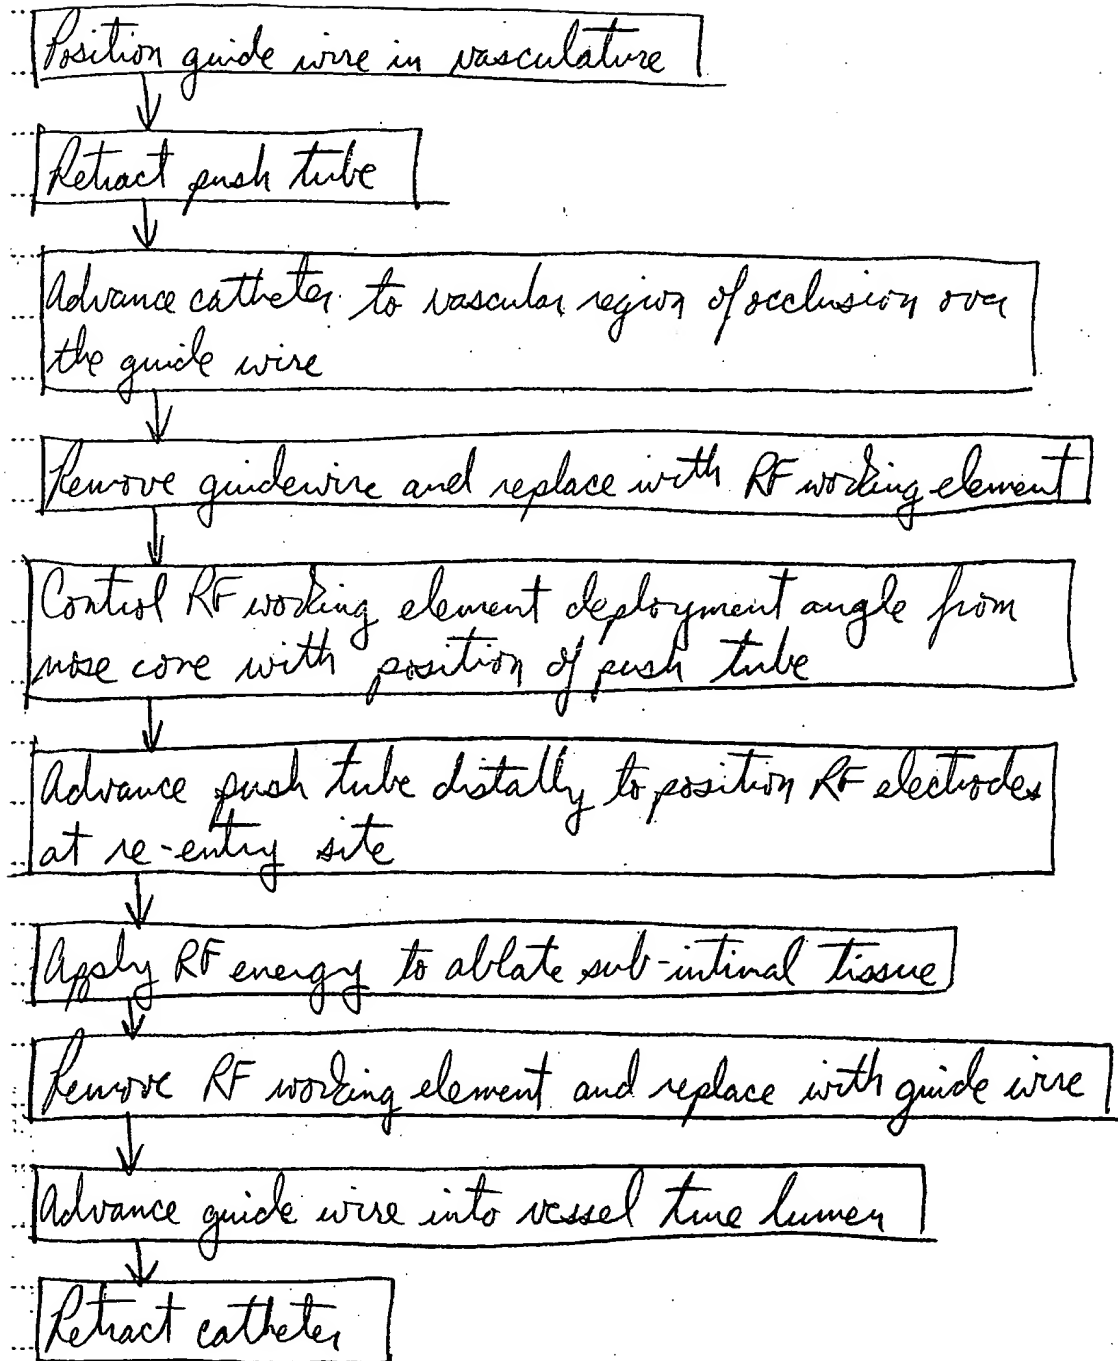 Position guide wire in vasculature
Retract push tube
Advance catheter to vascular region of occlusion over
the guide wire
Remove guidewire and replace with RF working element
Control RF working element deployment angle from
nose cone with position of push tube
Advance push tube distally to position RF electrodes
at re-entry site
Apply RF energy to ablate sub-intimal tissue
Remove RF working element and replace with guide wire
Advance guide wire into vessel true lumen
Retract catheter